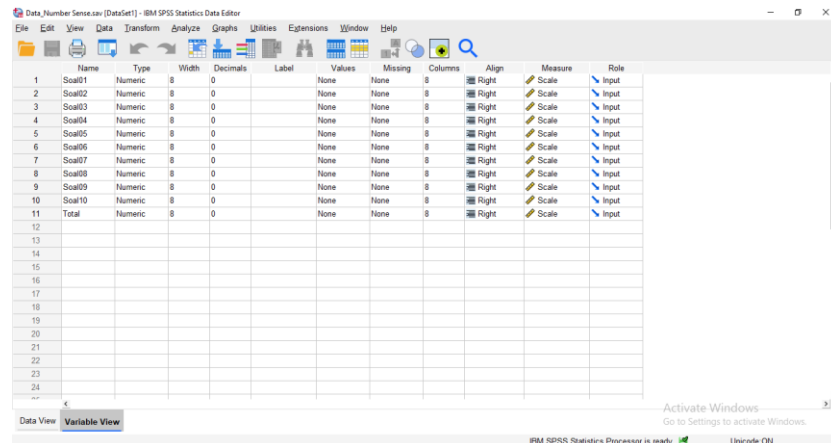 Data_Number Sense.sav [DataSet1] - IBM SPSS Statistics Data Editor
File Edit View Data Transform Analyze Graphs Utilities Extensions Window Help
Name Type Width Decimals Label Values Missing Columns Align Measure Role
1 Soal01 Numeric 8 0 None None 8 Right Scale Input
2 Soal02 Numeric 8 0 None None 8 Right Scale Input
3 Soal03 Numeric 8 0 None None 8 Right Scale Input
4 Soal04 Numeric 8 0 None None 8 Right Scale Input
5 Soal05 Numeric 8 0 None None 8 Right Scale Input
6 Soal06 Numeric 8 0 None None 8 Right Scale Input
7 Soal07 Numeric 8 0 None None 8 Right Scale Input
8 Soal08 Numeric 8 0 None None 8 Right Scale Input
9 Soal09 Numeric 8 0 None None 8 Right Scale Input
10 Soal10 Numeric 8 0 None None 8 Right Scale Input
11 Total Numeric 8 0 None None 8 Right Scale Input
12
13
14
15
16
17
18
19
20
21
22
23
24
Activate Windows
Data View Variable View Go to Settings to activate Windows.
IBM SPSS Statistics Processor is ready Unicode:ON